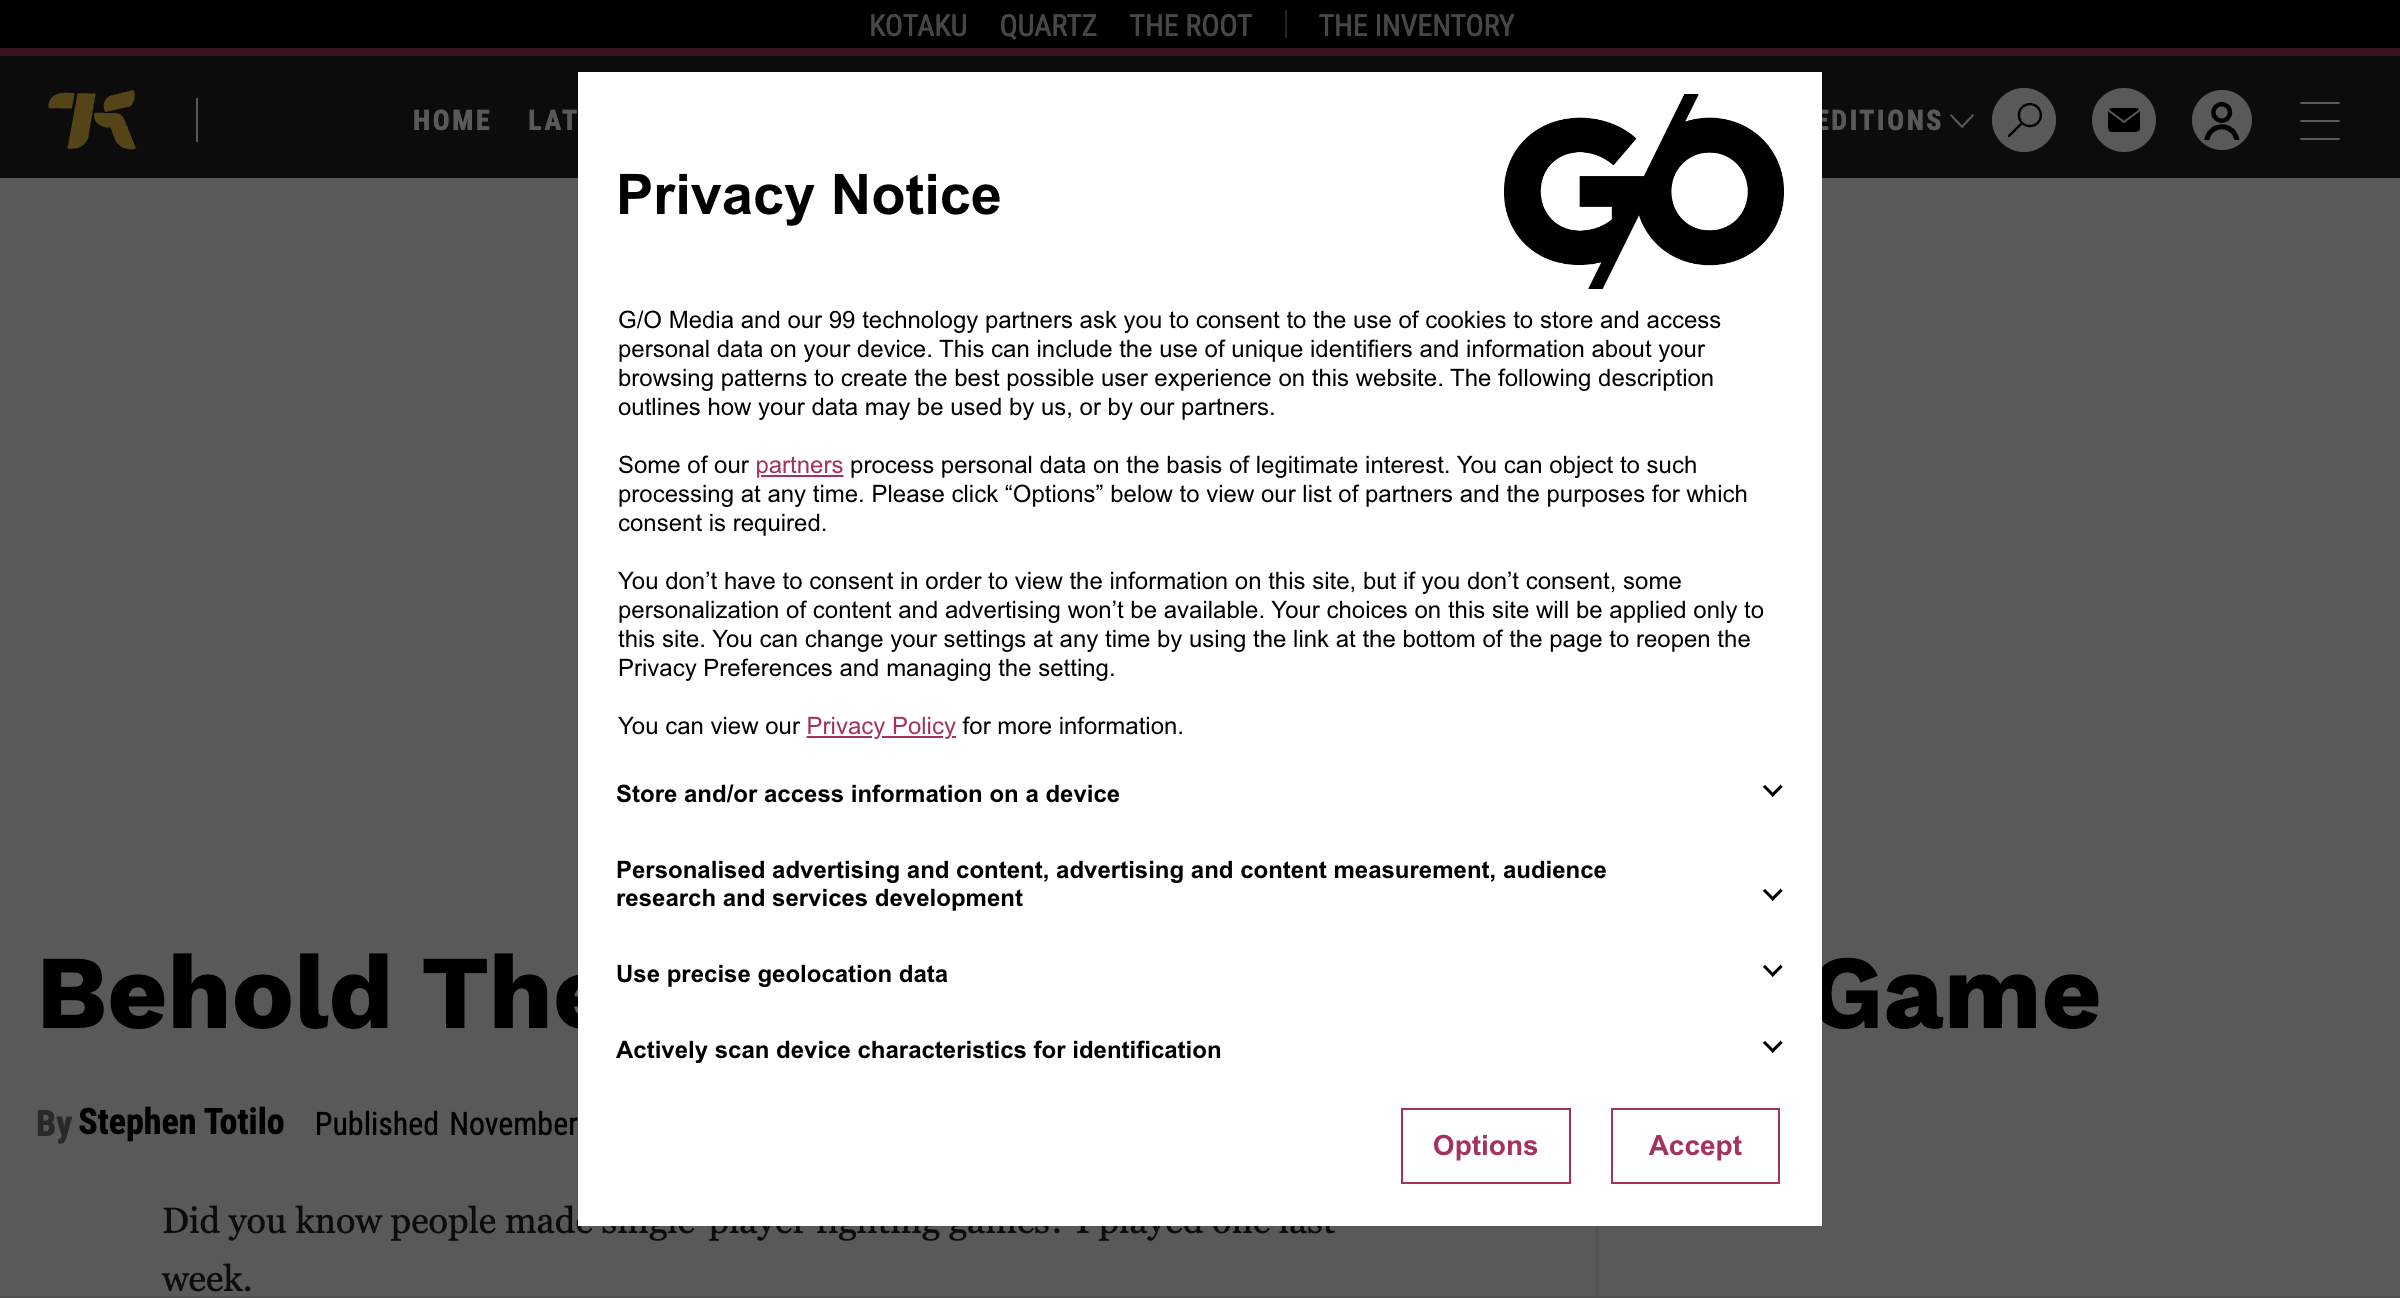 KOTAKU QUARTZ THE ROOT THE INVENTORY
HOME LAT
EDITIONS
G/O
Privacy Notice
G/O Media and our 99 technology partners ask you to consent to the use of cookies to store and access
personal data on your device. This can include the use of unique identifiers and information about your
browsing patterns to create the best possible user experience on this website. The following description
outlines how your data may be used by us, or by our partners.
Some of our partners process personal data on the basis of legitimate interest. You can object to such
processing at any time. Please click “Options” below to view our list of partners and the purposes for which
consent is required.
You don’t have to consent in order to view the information on this site, but if you don’t consent, some
personalization of content and advertising won’t be available. Your choices on this site will be applied only to
this site. You can change your settings at any time by using the link at the bottom of the page to reopen the
Privacy Preferences and managing the setting.
You can view our Privacy Policy for more information.
Store and/or access information on a device
Personalised advertising and content, advertising and content measurement, audience
research and services development
Use precise geolocation data
Actively scan device characteristics for identification
Options Accept
Behold The Game
By Stephen Totilo Published November
Did you know people made single-player fighting games? I played one last
week.